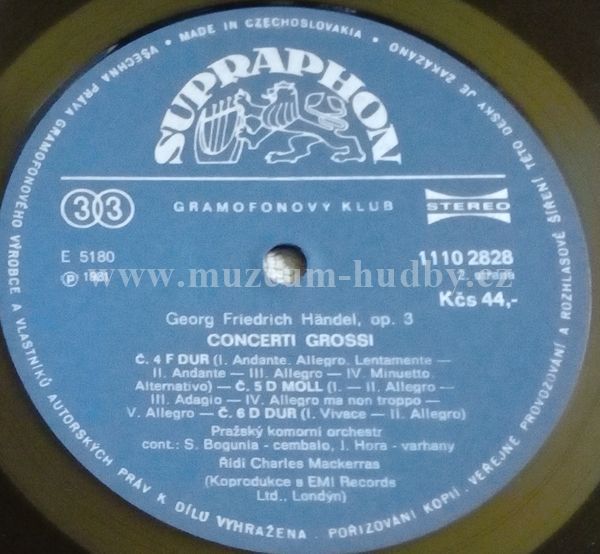 VŠECHNA PRÁVA GRAMOFONOVÉHO VÝROBCE A VLASTNÍKŮ AUTORSKÝCH PRÁV K DÍLU VYHRAŽENA · POŘIZOVÁNÍ KOPIÍ · VEŘEJNÉ PROVOZOVÁNÍ A ROZHLASOVÉ ŠÍŘENÍ TÉTO DESKY JE ZAKÁZÁNO · MADE IN CZECHOSLOVAKIA ·
SUPRAPHON
33 GRAMOFONOVÝ KLUB STEREO
E 5180 1110 2828
℗ 1981 2. strana
www.muzeum-hudby.cz
Kčs 44,-
Georg Friedrich Händel, op. 3
CONCERTI GROSSI
Č. 4 F DUR (I. Andante. Allegro. Lentamente —
II. Andante — III. Allegro — IV. Minuetto.
Alternativo) — Č. 5 D MOLL (I. — II. Allegro —
III. Adagio — IV. Allegro ma non troppo —
V. Allegro — Č. 6 D DUR (I. Vivace — II. Allegro)
Pražský komorní orchestr
cont.: S. Bogunia - cembalo, J. Hora - varhany
Řídí Charles Mackerras
(Koprodukce s EMI Records
Ltd., Londýn)